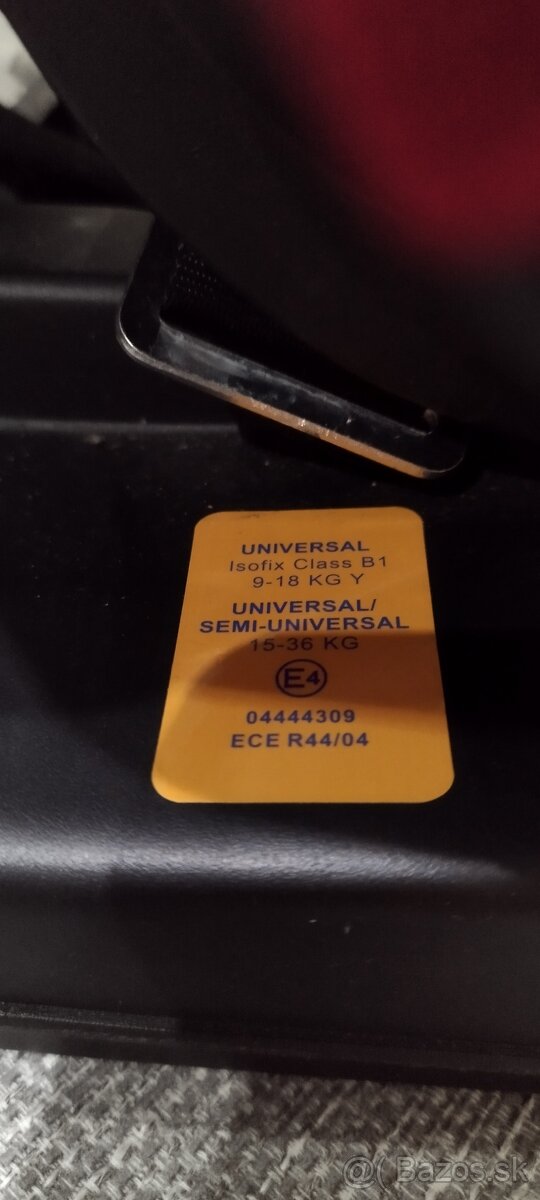 UNIVERSAL
Isofix Class B1
9-18 KG Y
UNIVERSAL/
SEMI-UNIVERSAL
15-36 KG
E4
04444309
ECE R44/04
@( Bazos.sk